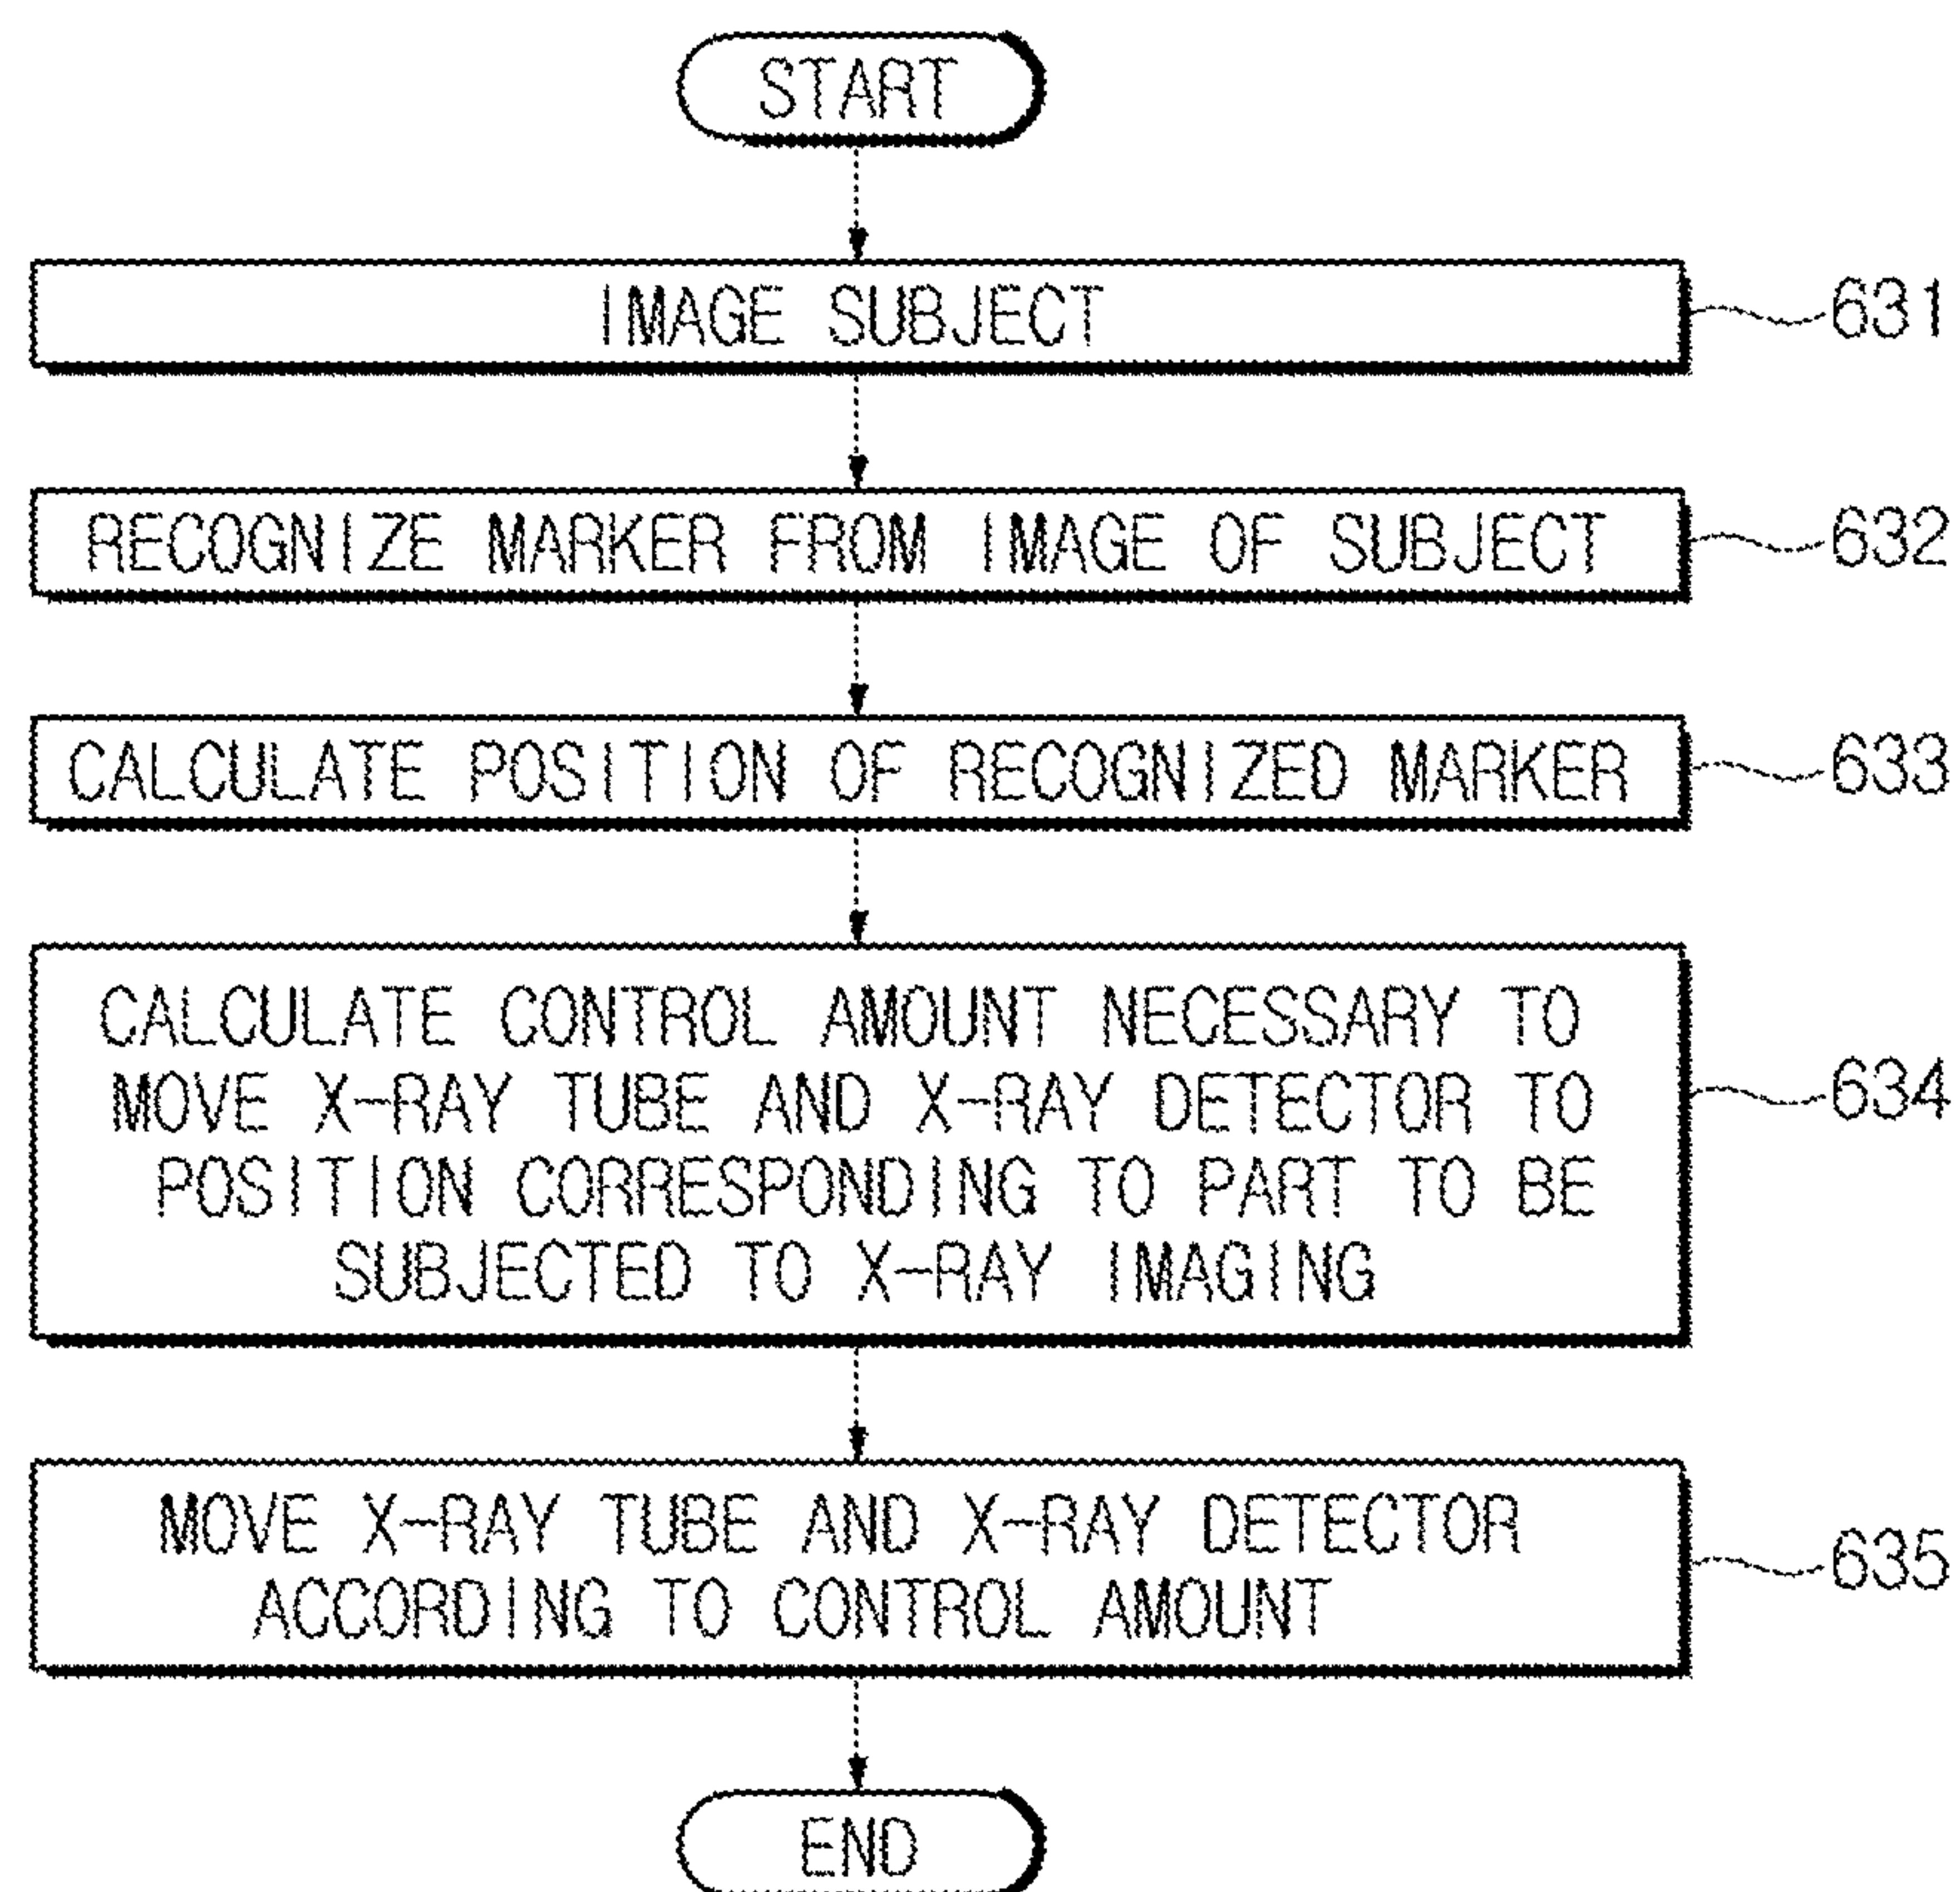 START
IMAGE SUBJECT
631
RECOGNIZE MARKER FROM IMAGE OF SUBJECT
632
CALCULATE POSITION OF RECOGNIZED MARKER
633
CALCULATE CONTROL AMOUNT NECESSARY TO
MOVE X-RAY TUBE AND X-RAY DETECTOR TO
POSITION CORRESPONDING TO PART TO BE
SUBJECTED TO X-RAY IMAGING
634
MOVE X-RAY TUBE AND X-RAY DETECTOR
ACCORDING TO CONTROL AMOUNT
635
END